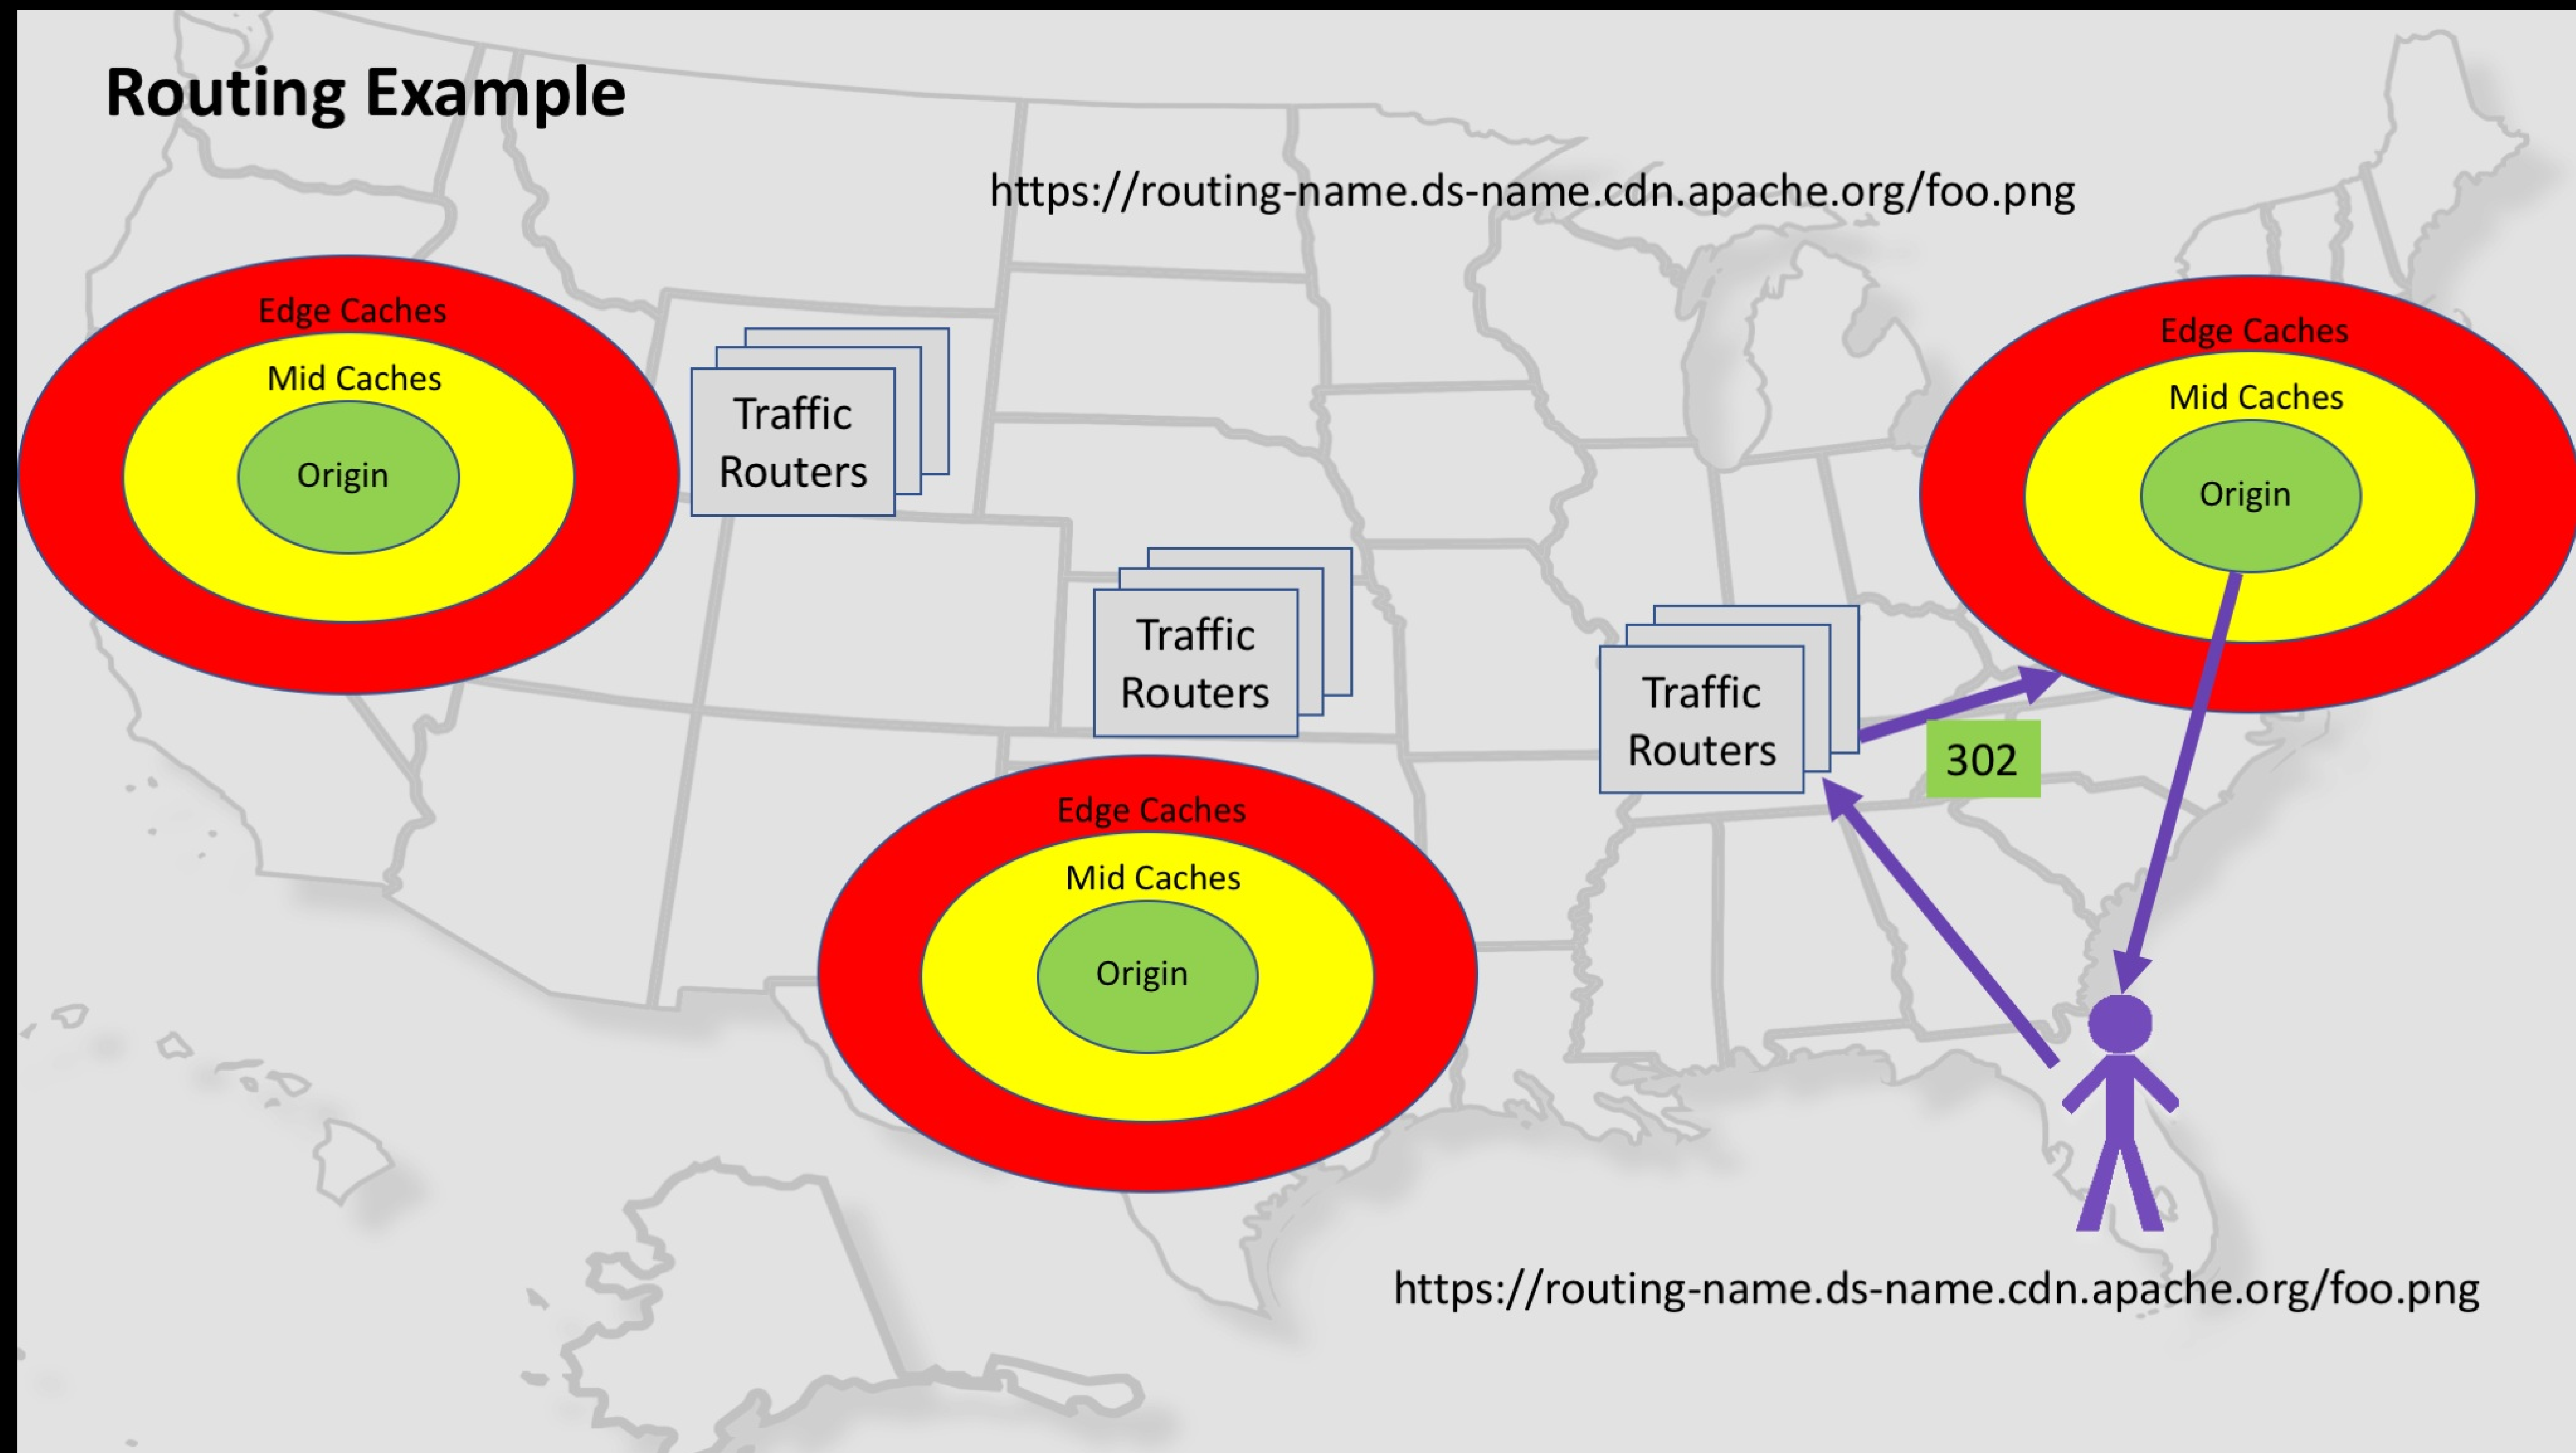 Routing Example
https://routing-name.ds-name.cdn.apache.org/foo.png
Edge Caches
Mid Caches
Origin
Traffic
Routers
Edge Caches
Mid Caches
Origin
Traffic
Routers
Traffic
Routers
302
Edge Caches
Mid Caches
Origin
https://routing-name.ds-name.cdn.apache.org/foo.png